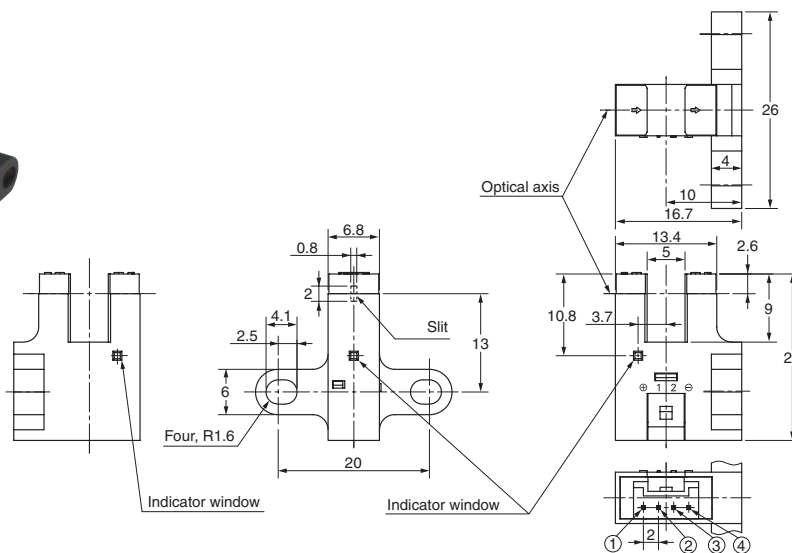 26
4
10
16.7
Optical axis
6.8
0.8
2
4.1
2.5
Slit
13
6
Four, R1.6
20
Indicator window
Indicator window
13.4
5
2.6
10.8
3.7
9
⊕ 1 2 ⊖
2
① ② ③ ④